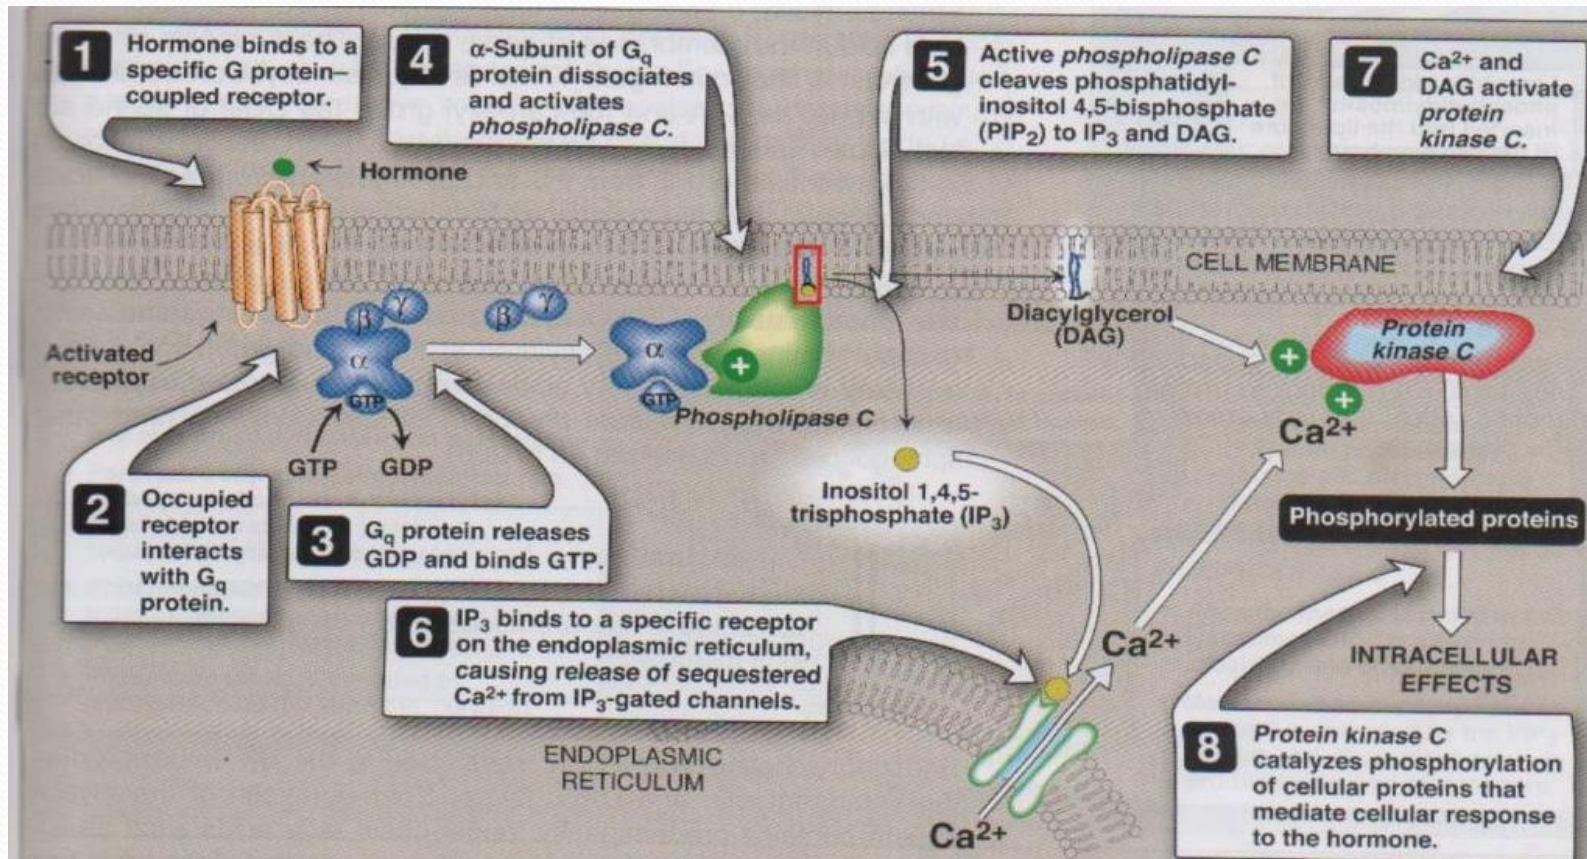 1
Hormone binds to a
specific G protein–
coupled receptor.
4
α-Subunit of Gq
protein dissociates
and activates
phospholipase C.
5
Active phospholipase C
cleaves phosphatidyl-
inositol 4,5-bisphosphate
(PIP₂) to IP₃ and DAG.
7
Ca²⁺ and
DAG activate
protein
kinase C.
Hormone
CELL MEMBRANE
Activated
receptor
β γ
α
GTP
GTP
GDP
β γ
α
GTP
+
Phospholipase C
Diacylglycerol
(DAG)
+
Protein
kinase C
+
Ca²⁺
Inositol 1,4,5-
trisphosphate (IP₃)
Phosphorylated proteins
INTRACELLULAR
EFFECTS
2
Occupied
receptor
interacts
with Gq
protein.
3
Gq protein releases
GDP and binds GTP.
6
IP₃ binds to a specific receptor
on the endoplasmic reticulum,
causing release of sequestered
Ca²⁺ from IP₃-gated channels.
Ca²⁺
ENDOPLASMIC
RETICULUM
Ca²⁺
8
Protein kinase C
catalyzes phosphorylation
of cellular proteins that
mediate cellular response
to the hormone.